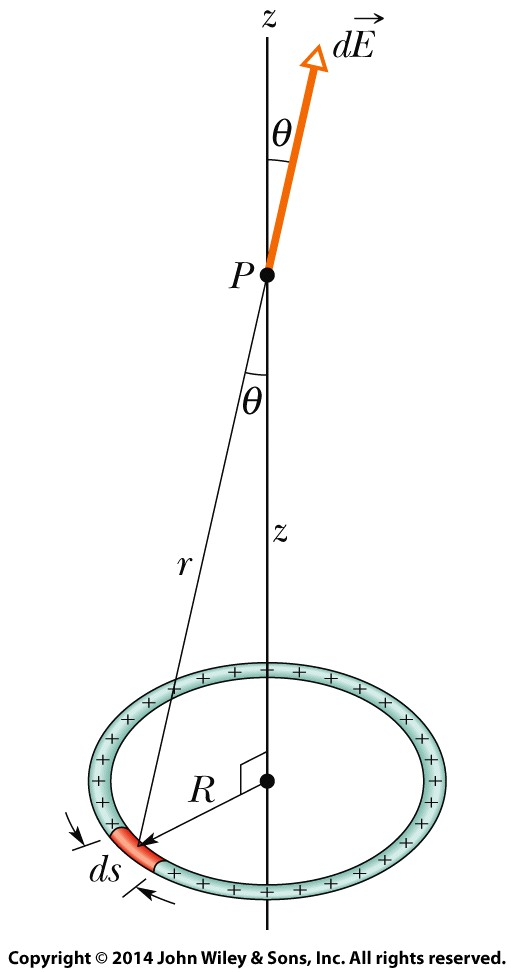 z
dE⃗
θ
P
θ
z
r
R
ds
+ + + + + + + + + + + + + + + + + + + + + + + + + + + + +
Copyright © 2014 John Wiley & Sons, Inc. All rights reserved.